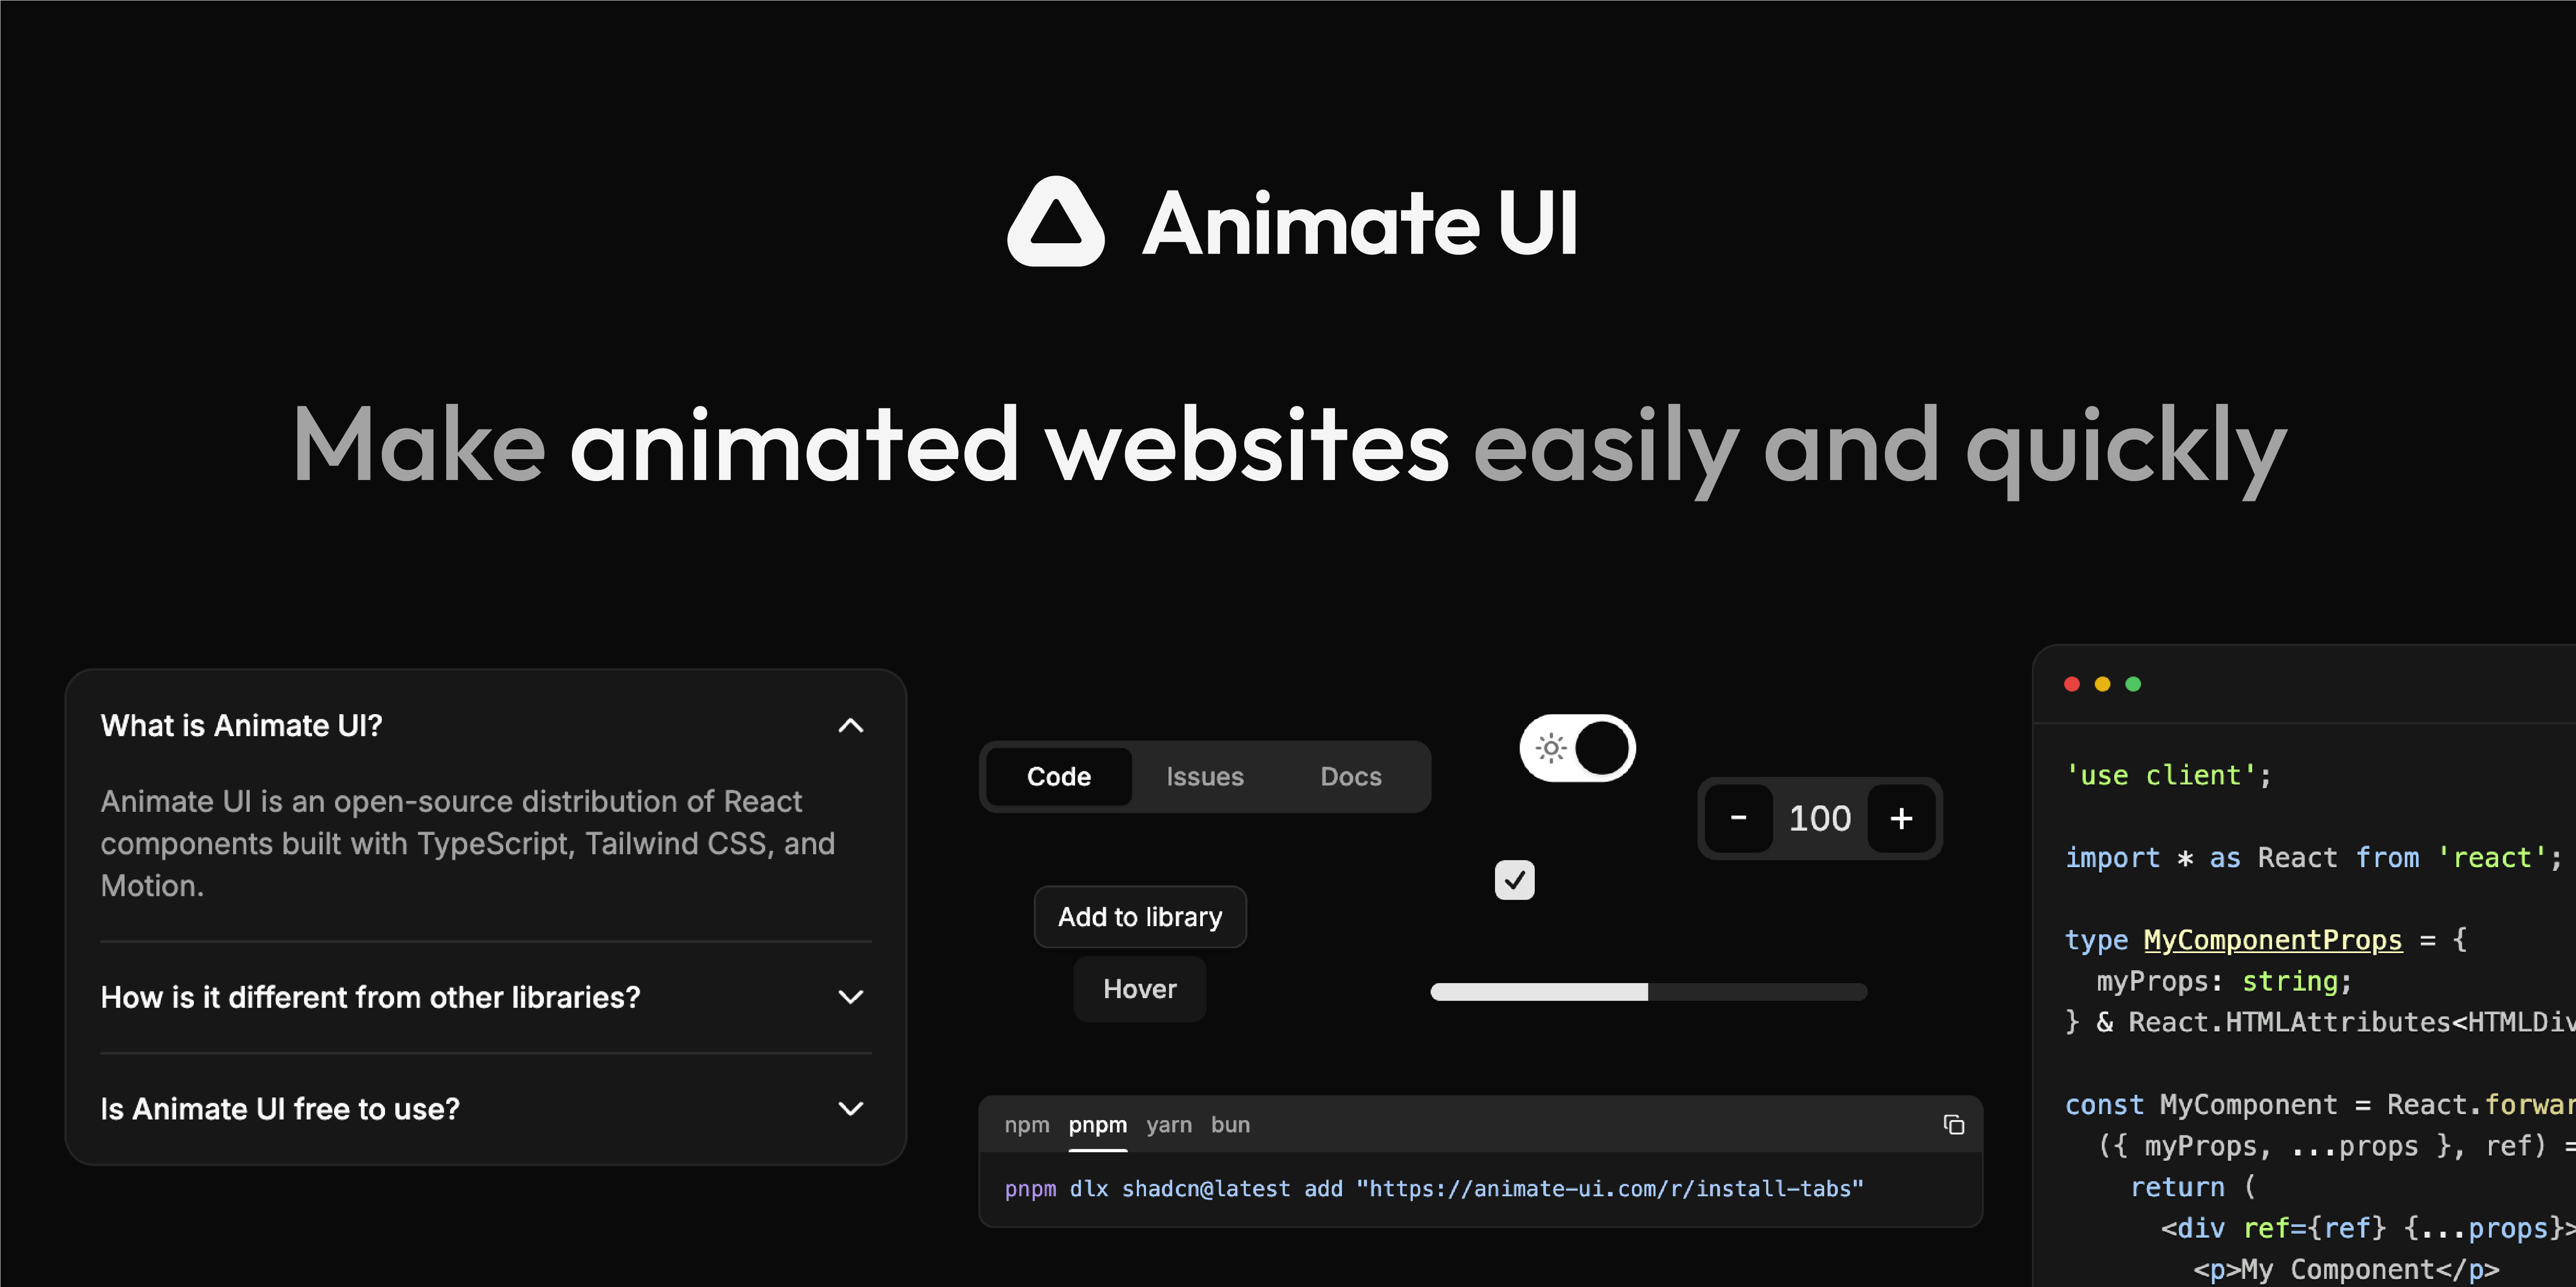 Animate UI
Make animated websites easily and quickly
What is Animate UI?
Animate UI is an open-source distribution of React
components built with TypeScript, Tailwind CSS, and
Motion.
How is it different from other libraries?
Is Animate UI free to use?
Code Issues Docs
- 100 +
Add to library
Hover
npm pnpm yarn bun
pnpm dlx shadcn@latest add "https://animate-ui.com/r/install-tabs"
'use client';
import * as React from 'react';
type MyComponentProps = {
myProps: string;
} & React.HTMLAttributes<HTMLDiv
const MyComponent = React.forwar
({ myProps, ...props }, ref) =
return (
<div ref={ref} {...props}>
<p>My Component</p>